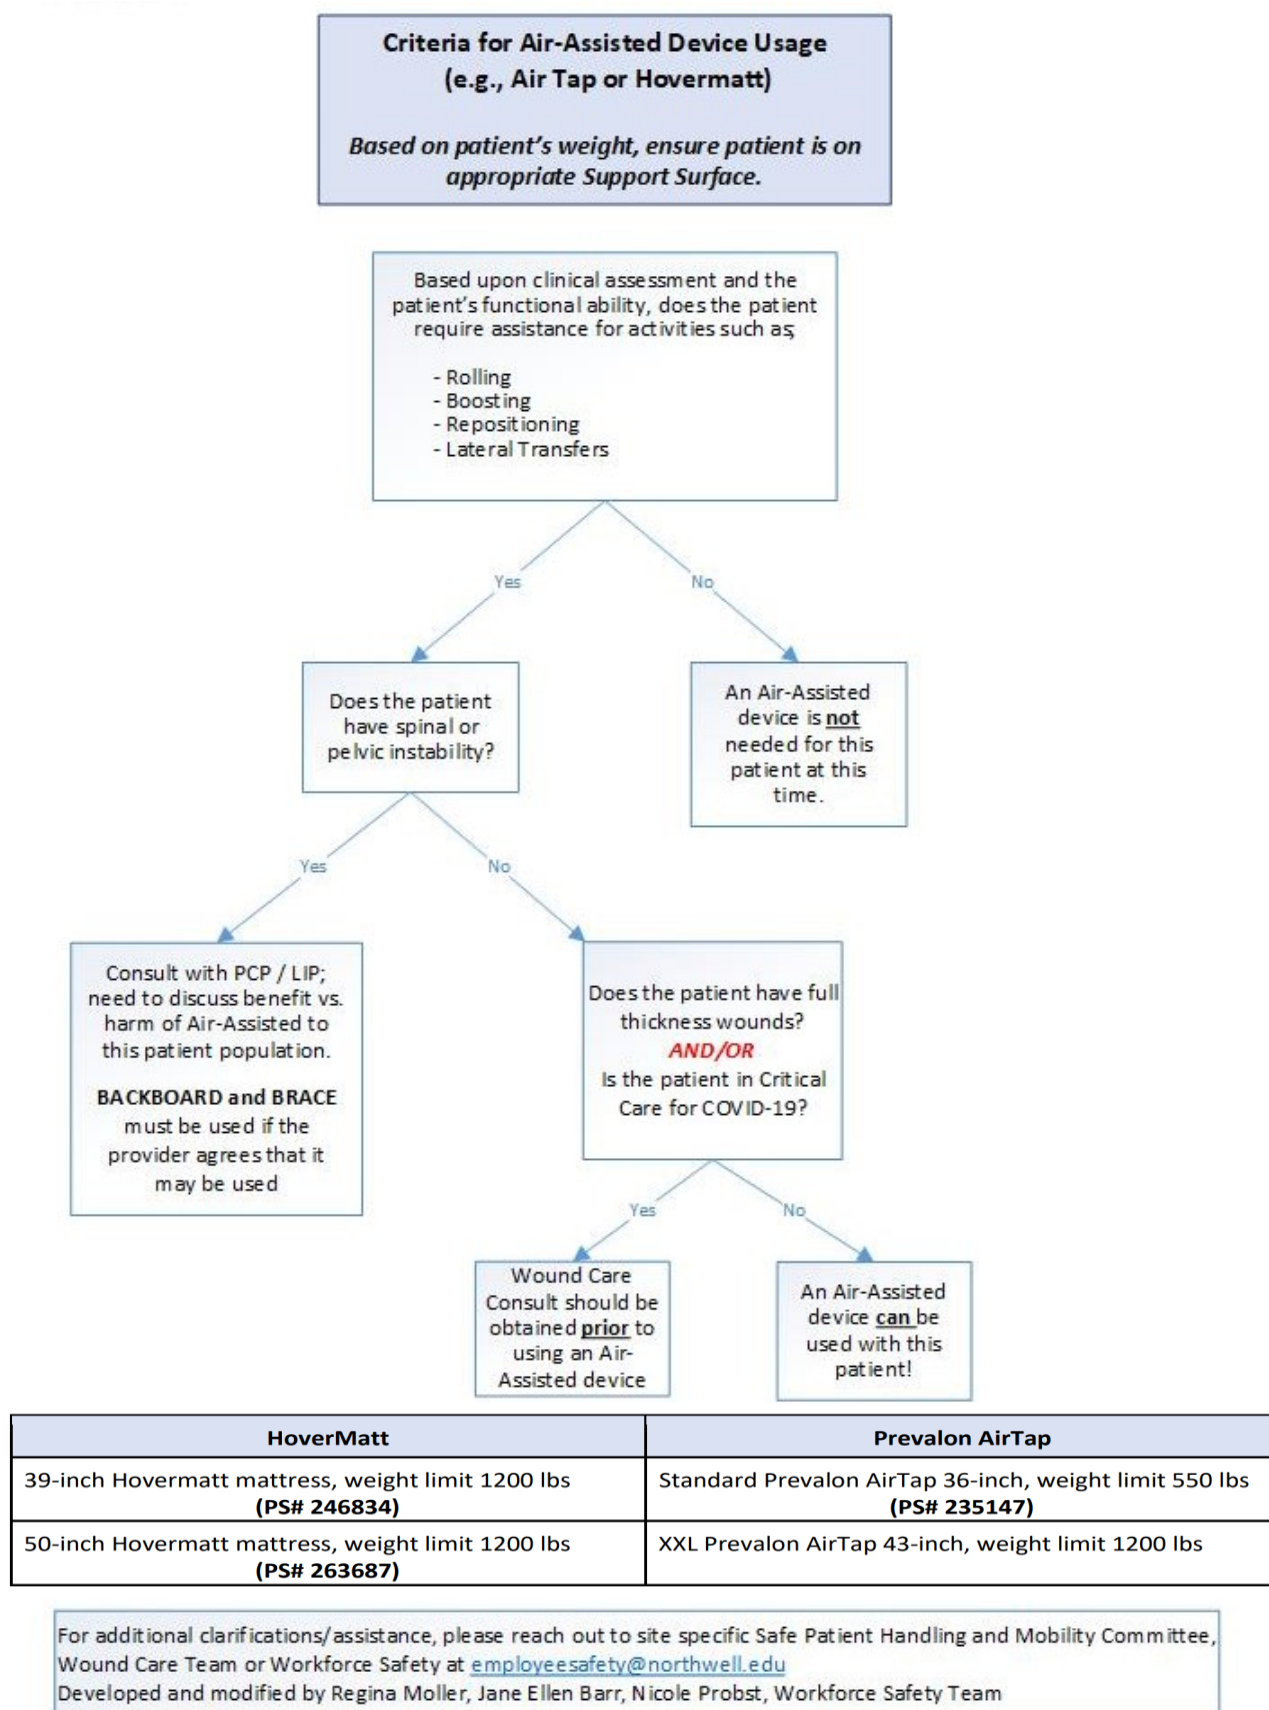 Criteria for Air-Assisted Device Usage
(e.g., Air Tap or Hovermatt)
Based on patient's weight, ensure patient is on
appropriate Support Surface.
Based upon clinical assessment and the
patient's functional ability, does the patient
require assistance for activities such as;
- Rolling
- Boosting
- Repositioning
- Lateral Transfers
Yes
No
Does the patient
have spinal or
pelvic instability?
An Air-Assisted
device is not
needed for this
patient at this
time.
Yes
No
Consult with PCP / LIP;
need to discuss benefit vs.
harm of Air-Assisted to
this patient population.
BACKBOARD and BRACE
must be used if the
provider agrees that it
may be used
Does the patient have full
thickness wounds?
AND/OR
Is the patient in Critical
Care for COVID-19?
Yes
No
Wound Care
Consult should be
obtained prior to
using an Air-
Assisted device
An Air-Assisted
device can be
used with this
patient!
HoverMatt
Prevalon AirTap
39-inch Hovermatt mattress, weight limit 1200 lbs
(PS# 246834)
Standard Prevalon AirTap 36-inch, weight limit 550 lbs
(PS# 235147)
50-inch Hovermatt mattress, weight limit 1200 lbs
(PS# 263687)
XXL Prevalon AirTap 43-inch, weight limit 1200 lbs
For additional clarifications/assistance, please reach out to site specific Safe Patient Handling and Mobility Committee,
Wound Care Team or Workforce Safety at employeesafety@northwell.edu
Developed and modified by Regina Moller, Jane Ellen Barr, Nicole Probst, Workforce Safety Team